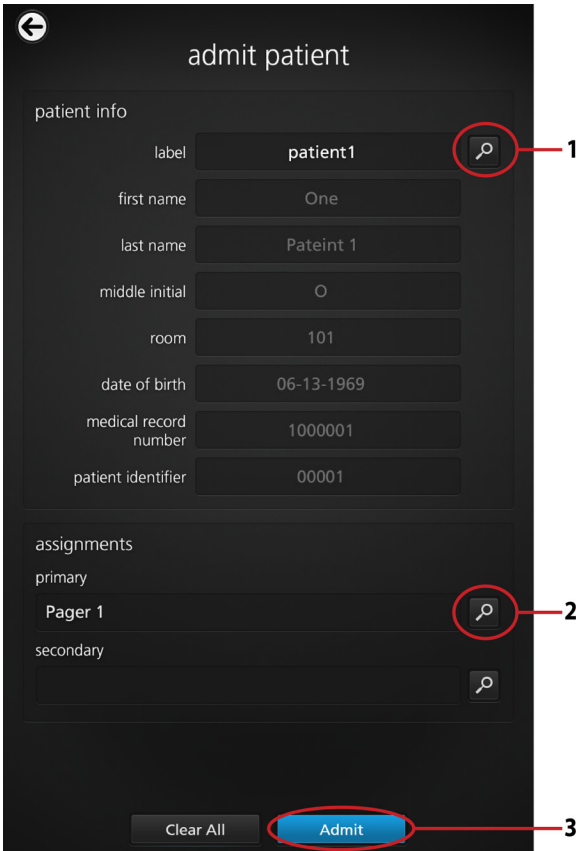 admit patient
patient info
label patient1 1
first name One
last name Pateint 1
middle initial O
room 101
date of birth 06-13-1969
medical record
number 1000001
patient identifier 00001
assignments
primary
Pager 1 2
secondary
Clear All Admit 3